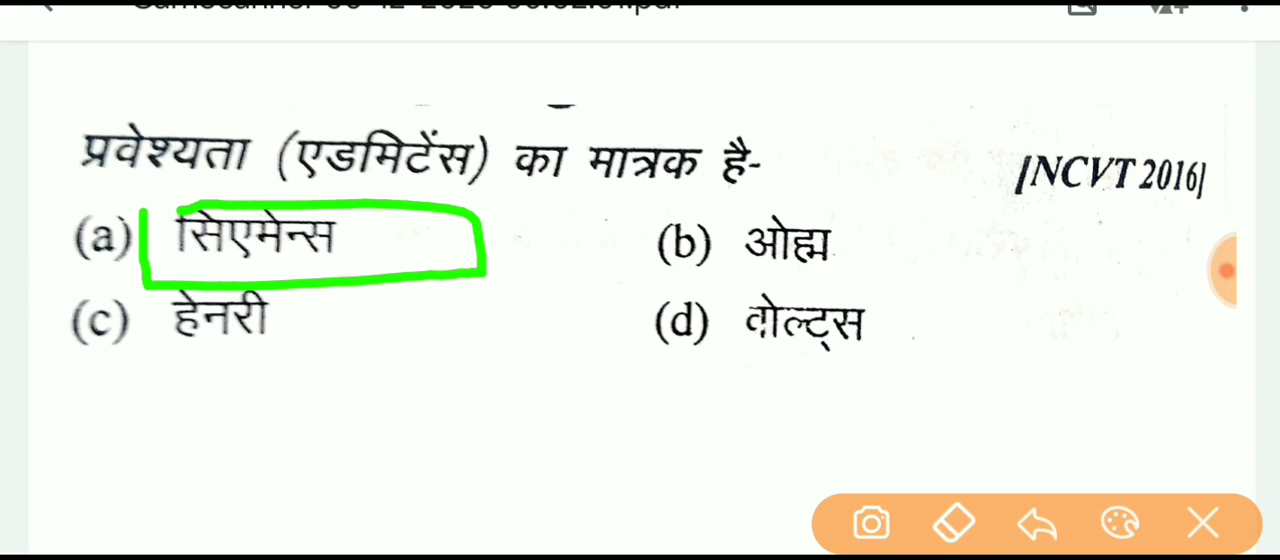 प्रवेश्यता (एडमिटेंस) का मात्रक है- [NCVT 2016]
(a) सिएमेन्स (b) ओह्म
(c) हेनरी (d) वोल्ट्स